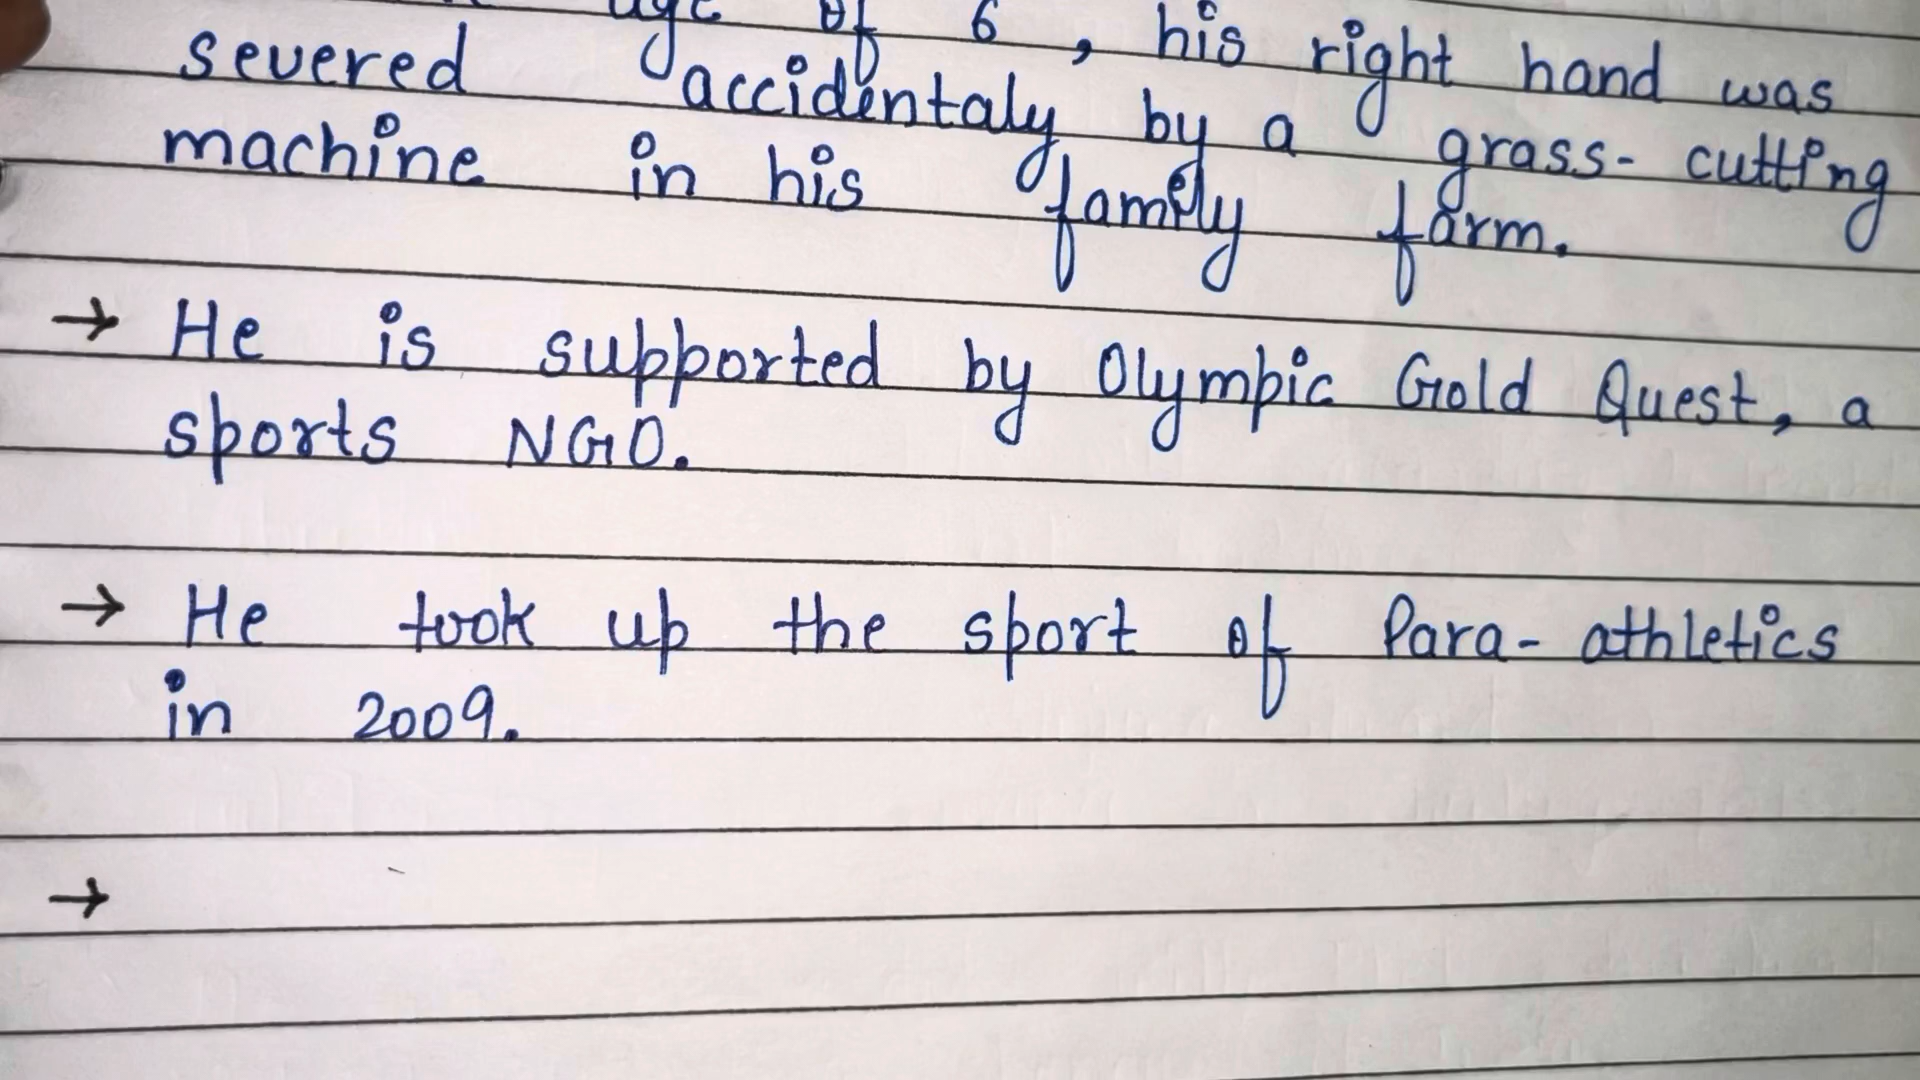 age of 6, his right hand was
severed accidentaly by a grass-cutting
machine in his family farm.
→ He is supported by Olympic Gold Quest, a
sports NGO.
→ He took up the sport of Para-athletics
in 2009.
→